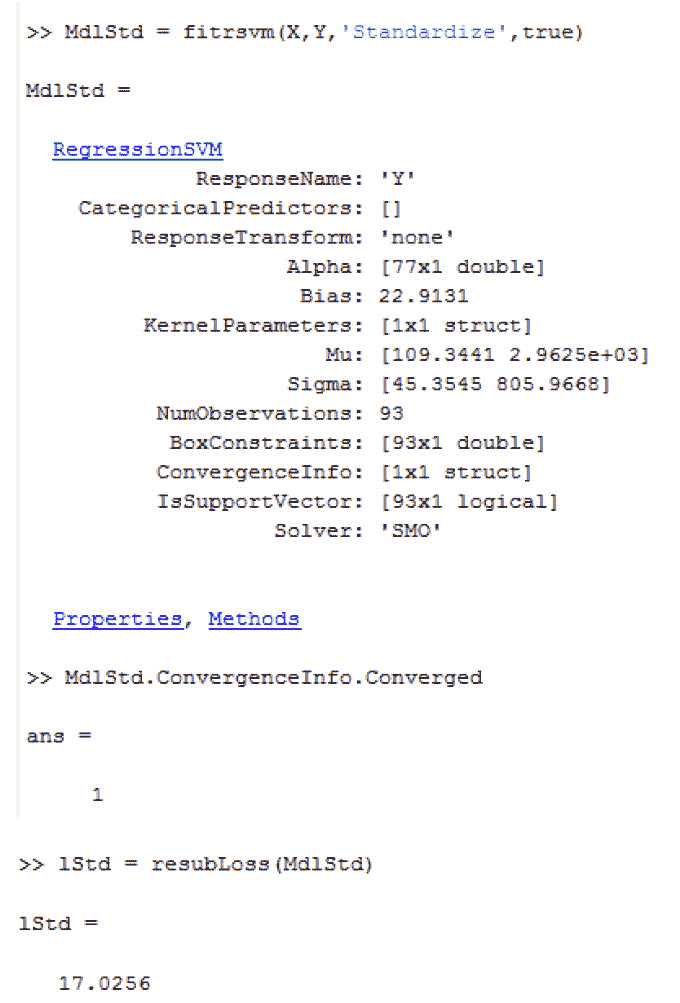 >> MdlStd = fitrsvm(X,Y,'Standardize',true)
MdlStd =
RegressionSVM
ResponseName: 'Y'
CategoricalPredictors: []
ResponseTransform: 'none'
Alpha: [77x1 double]
Bias: 22.9131
KernelParameters: [1x1 struct]
Mu: [109.3441 2.9625e+03]
Sigma: [45.3545 805.9668]
NumObservations: 93
BoxConstraints: [93x1 double]
ConvergenceInfo: [1x1 struct]
IsSupportVector: [93x1 logical]
Solver: 'SMO'
Properties, Methods
>> MdlStd.ConvergenceInfo.Converged
ans =
1
>> lStd = resubLoss(MdlStd)
lStd =
17.0256